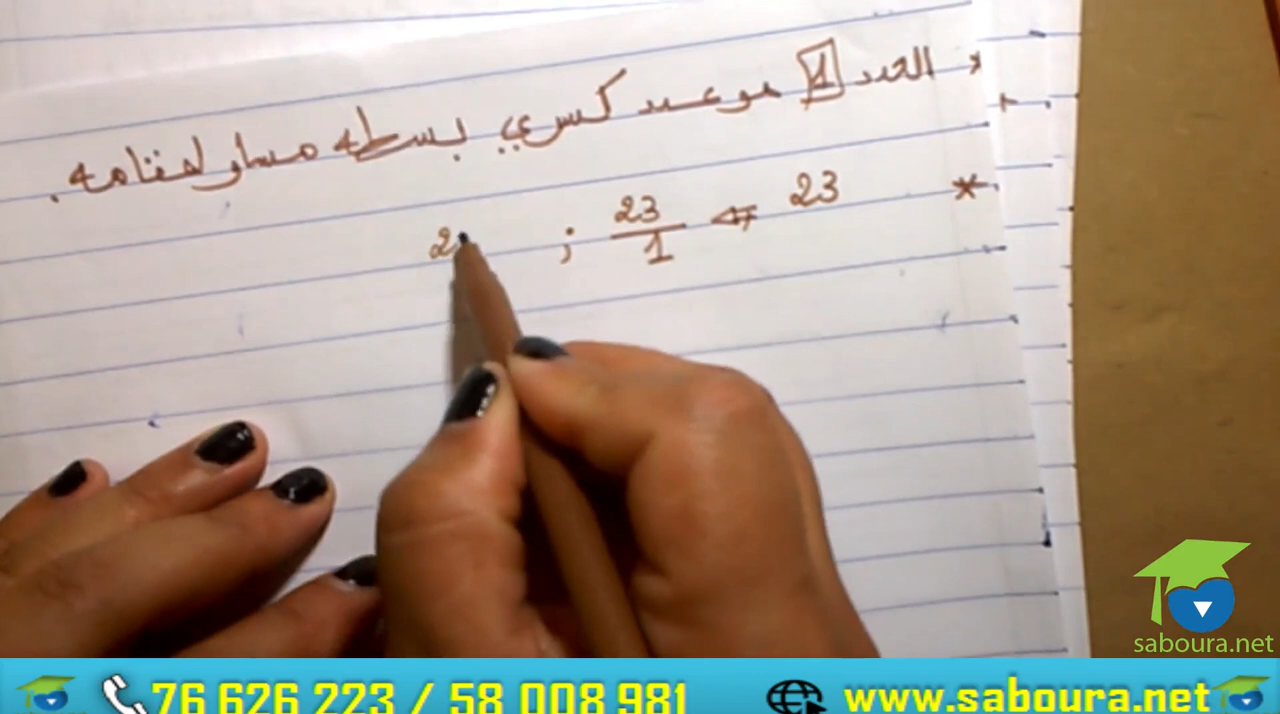 * العدد 1 هو عدد كسري بسطه مساو لمقامه.
* 23 ⇐ 23/1 ; 2
saboura.net
76 626 223 / 58 008 981 www.saboura.net